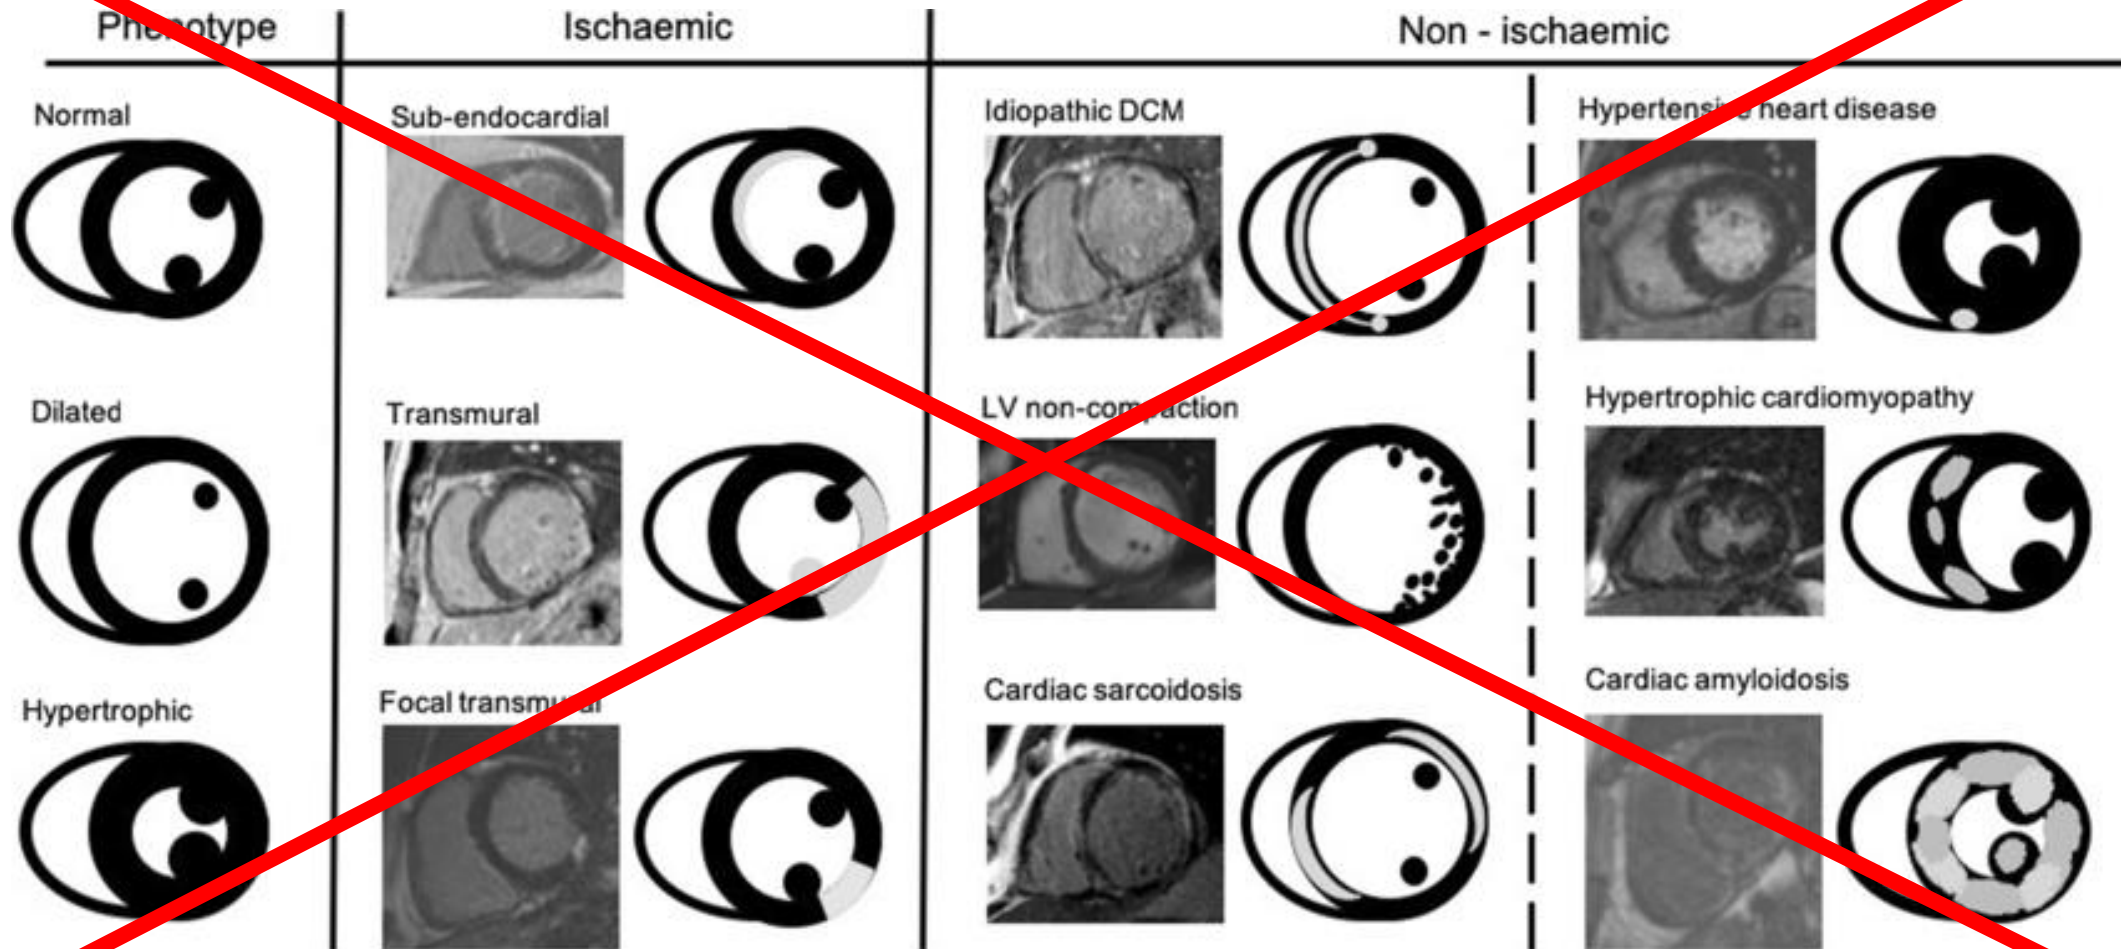 Phenotype
Ischaemic
Non - ischaemic
Normal
Sub-endocardial
Idiopathic DCM
Hypertensive heart disease
Dilated
Transmural
LV non-compaction
Hypertrophic cardiomyopathy
Hypertrophic
Focal transmural
Cardiac sarcoidosis
Cardiac amyloidosis